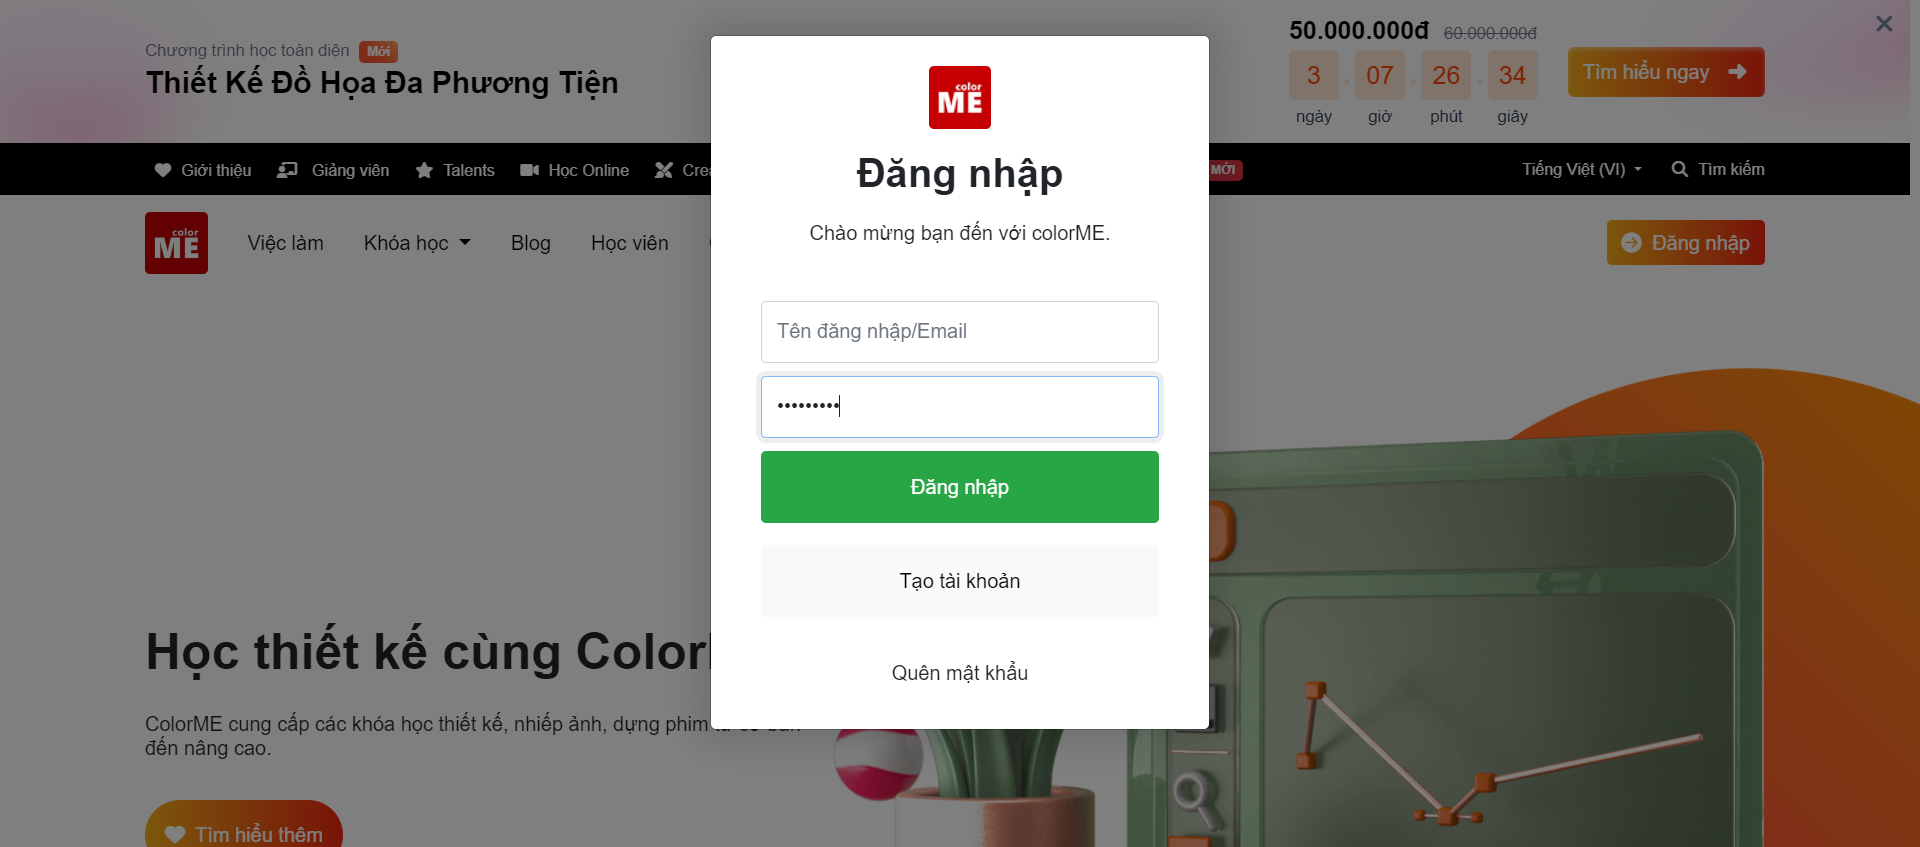 Chương trình học toàn diện Mới
Thiết Kế Đồ Họa Đa Phương Tiện
50.000.000đ 60.000.000đ
3 07 26 34
ngày giờ phút giây
Tìm hiểu ngay
Giới thiệu Giảng viên Talents Học Online
MỚI
Tiếng Việt (VI) Tìm kiếm
color
ME
Việc làm Khóa học Blog Học viên
Đăng nhập
color
ME
Đăng nhập
Chào mừng bạn đến với colorME.
Tên đăng nhập/Email
•••••••••
Đăng nhập
Tạo tài khoản
Quên mật khẩu
Học thiết kế cùng Color
ColorME cung cấp các khóa học thiết kế, nhiếp ảnh, dựng phim
đến nâng cao.
Tìm hiểu thêm